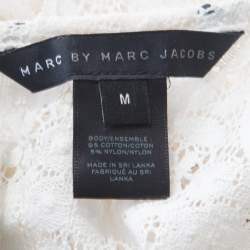 MARC BY MARC JACOBS
M
BODY/ENSEMBLE :
95 COTTON/COTON
5% NYLON/NYLON
MADE IN SRI LANKA
FABRIQUÉ AU SRI
LANKA